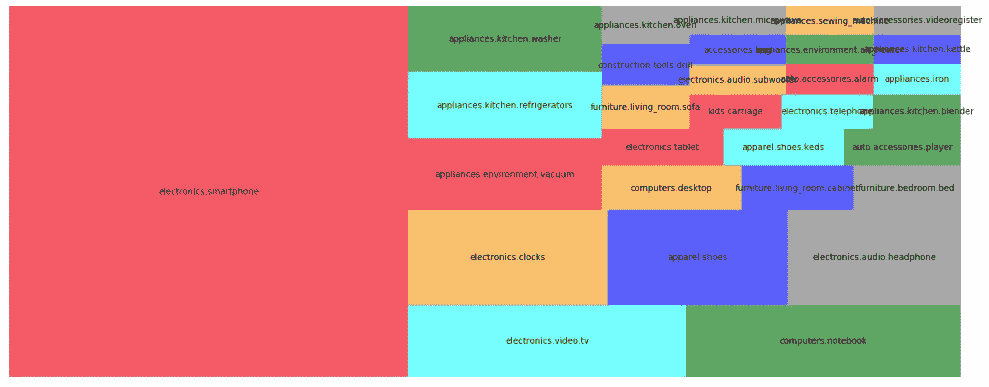 appliances.kitchen.washer
appliances.kitchen.oven
appliances.kitchen.microwave
appliances.sewing_machine
auto.accessories.videoregister
construction.tools.drill
accessories.bag
appliances.kitchen.kettle
appliances.kitchen.refrigerators
electronics.audio.subwoofer
auto.accessories.alarm
appliances.iron
furniture.living_room.sofa
kids.carriage
electronics.telephone
appliances.kitchen.blender
electronics.smartphone
appliances.environment.vacuum
electronics.tablet
apparel.shoes.keds
auto.accessories.player
computers.desktop
furniture.living_room.cabinet
furniture.bedroom.bed
electronics.clocks
apparel.shoes
electronics.audio.headphone
electronics.video.tv
computers.notebook